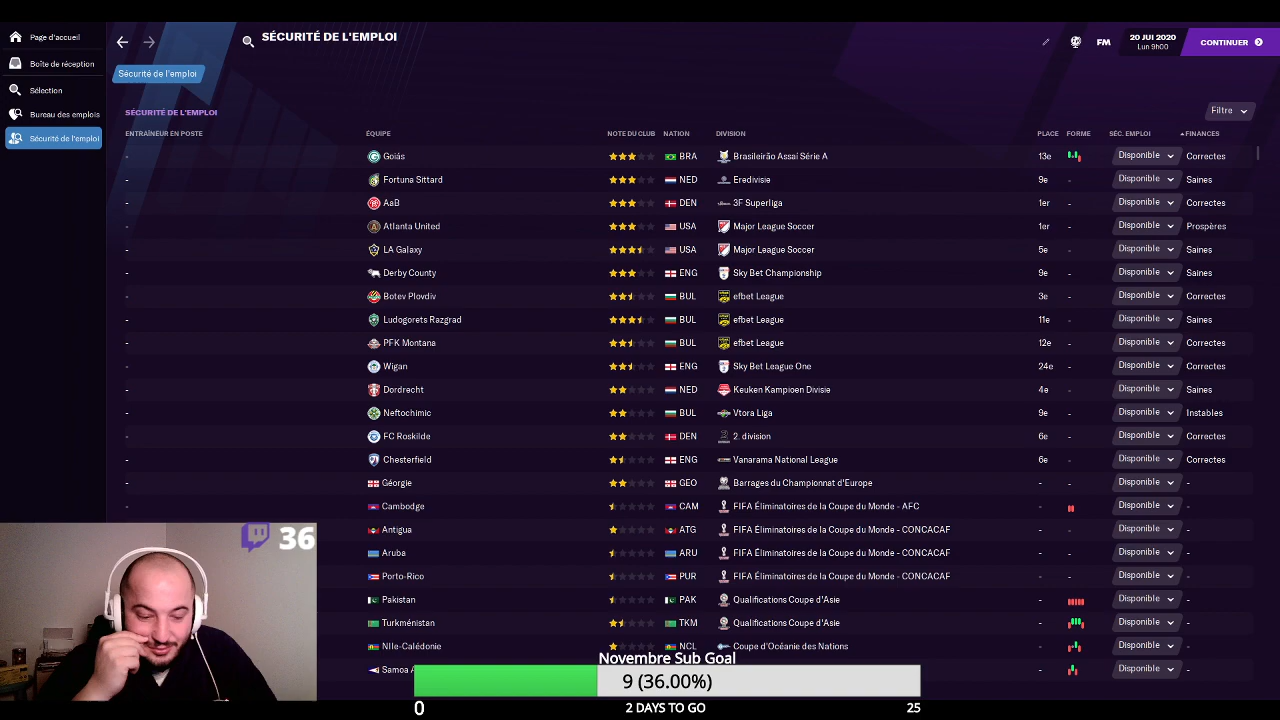 Page d'accueil
Boîte de réception
Sélection
Bureau des emplois
Sécurité de l'emploi
SÉCURITÉ DE L'EMPLOI
FM
20 JUI 2020
Lun 9h00
CONTINUER
Sécurité de l'emploi
SÉCURITÉ DE L'EMPLOI
Filtre
ENTRAÎNEUR EN POSTE ÉQUIPE NOTE DU CLUB NATION DIVISION PLACE FORME SÉC. EMPLOI FINANCES
- Goiás BRA Brasileirão Assaí Série A 13e Disponible Correctes
- Fortuna Sittard NED Eredivisie 9e - Disponible Saines
- AaB DEN 3F Superliga 1er - Disponible Correctes
- Atlanta United USA Major League Soccer 1er - Disponible Prospères
- LA Galaxy USA Major League Soccer 5e - Disponible Saines
- Derby County ENG Sky Bet Championship 9e - Disponible Saines
- Botev Plovdiv BUL efbet League 3e - Disponible Correctes
- Ludogorets Razgrad BUL efbet League 11e - Disponible Saines
- PFK Montana BUL efbet League 12e - Disponible Correctes
- Wigan ENG Sky Bet League One 24e - Disponible Correctes
- Dordrecht NED Keuken Kampioen Divisie 4e - Disponible Saines
- Neftochimic BUL Vtora Liga 9e - Disponible Instables
- FC Roskilde DEN 2. division 6e - Disponible Correctes
- Chesterfield ENG Vanarama National League 6e - Disponible Correctes
- Géorgie GEO Barrages du Championnat d'Europe - - Disponible -
- Cambodge CAM FIFA Éliminatoires de la Coupe du Monde - AFC - Disponible -
- Antigua ATG FIFA Éliminatoires de la Coupe du Monde - CONCACAF - - Disponible -
Aruba ARU FIFA Éliminatoires de la Coupe du Monde - CONCACAF - - Disponible -
Porto-Rico PUR FIFA Éliminatoires de la Coupe du Monde - CONCACAF - - Disponible -
Pakistan PAK Qualifications Coupe d'Asie - Disponible -
Turkménistan TKM Qualifications Coupe d'Asie - Disponible -
Nlle-Calédonie NCL Coupe d'Océanie des Nations - Disponible -
Samoa - Disponible -
36
Novembre Sub Goal
9 (36.00%)
0 2 DAYS TO GO 25